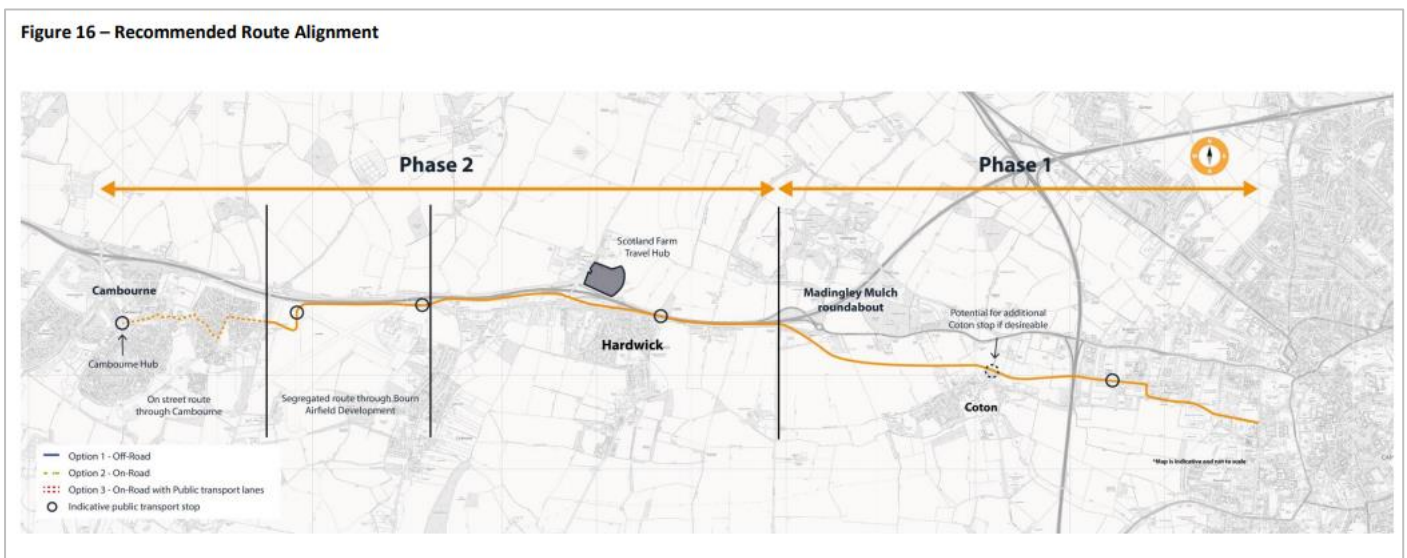 Figure 16 – Recommended Route Alignment
Phase 2
Phase 1
Scotland Farm
Travel Hub
Cambourne
Madingley Mulch
roundabout
Potential for additional
Coton stop if desireable
Cambourne Hub
Hardwick
On street route
through Cambourne
Segregated route through Bourn
Airfield Development
Coton
*Map is indicative and not to scale
Option 1 - Off-Road
Option 2 - On-Road
Option 3 - On-Road with Public transport lanes
Indicative public transport stop